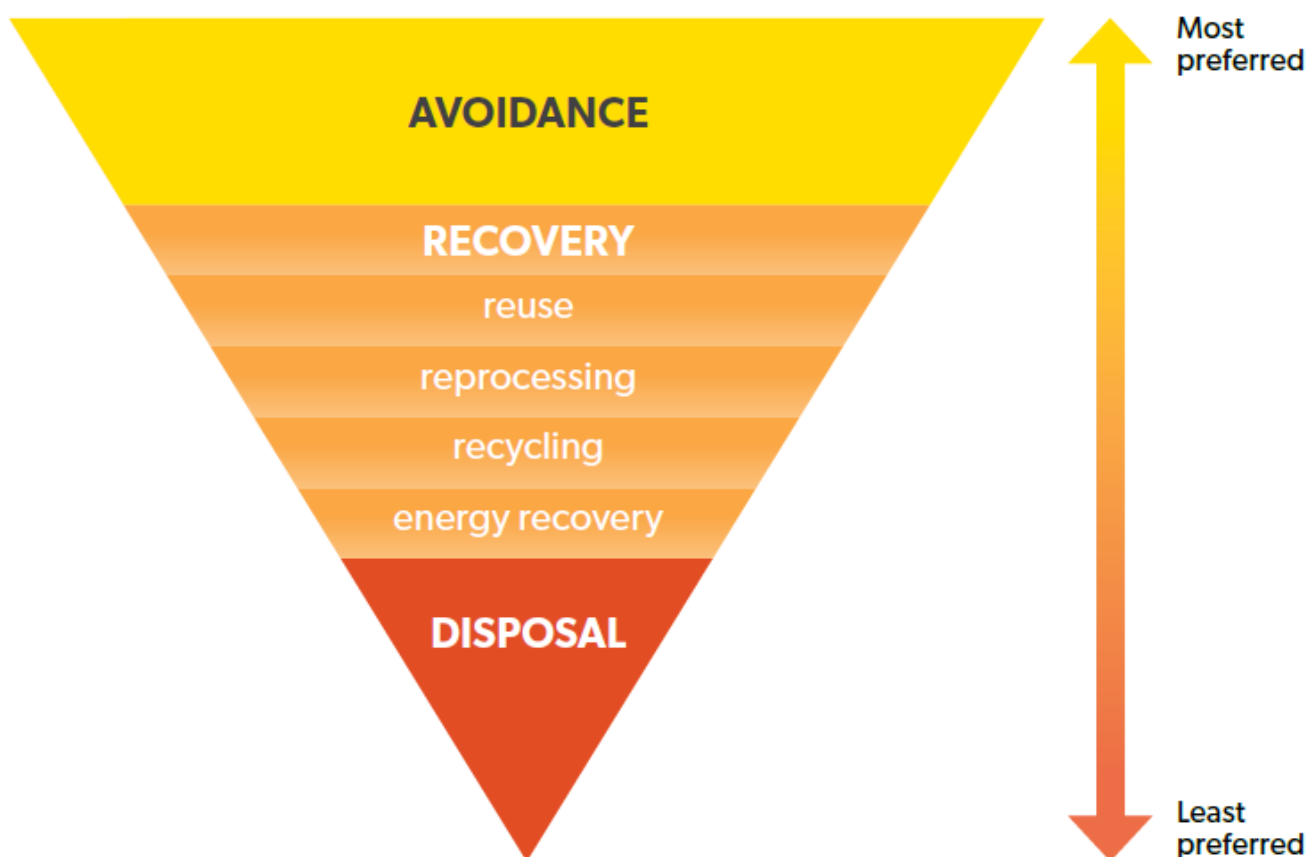 AVOIDANCE
RECOVERY
reuse
reprocessing
recycling
energy recovery
DISPOSAL
Most
preferred
Least
preferred